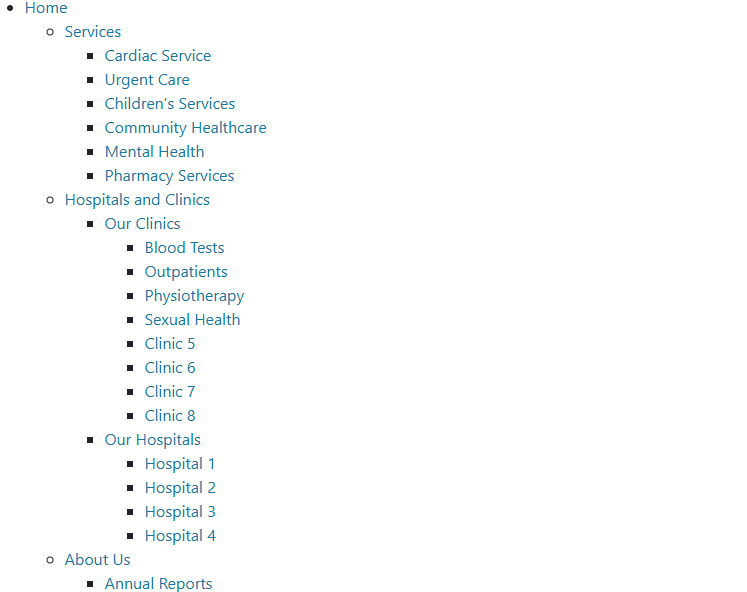 Home
Services
Cardiac Service
Urgent Care
Children's Services
Community Healthcare
Mental Health
Pharmacy Services
Hospitals and Clinics
Our Clinics
Blood Tests
Outpatients
Physiotherapy
Sexual Health
Clinic 5
Clinic 6
Clinic 7
Clinic 8
Our Hospitals
Hospital 1
Hospital 2
Hospital 3
Hospital 4
About Us
Annual Reports